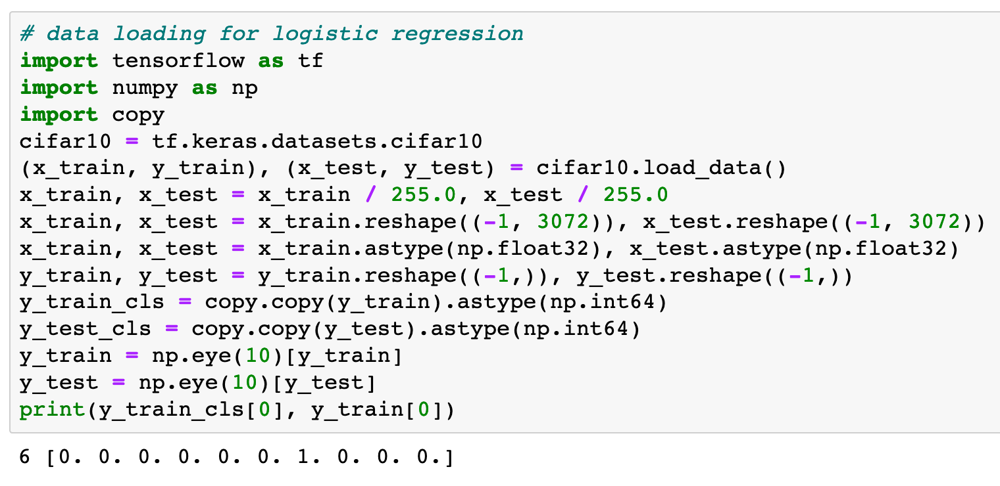 # data loading for logistic regression
import tensorflow as tf
import numpy as np
import copy
cifar10 = tf.keras.datasets.cifar10
(x_train, y_train), (x_test, y_test) = cifar10.load_data()
x_train, x_test = x_train / 255.0, x_test / 255.0
x_train, x_test = x_train.reshape((-1, 3072)), x_test.reshape((-1, 3072))
x_train, x_test = x_train.astype(np.float32), x_test.astype(np.float32)
y_train, y_test = y_train.reshape((-1,)), y_test.reshape((-1,))
y_train_cls = copy.copy(y_train).astype(np.int64)
y_test_cls = copy.copy(y_test).astype(np.int64)
y_train = np.eye(10)[y_train]
y_test = np.eye(10)[y_test]
print(y_train_cls[0], y_train[0])
6 [0. 0. 0. 0. 0. 0. 1. 0. 0. 0.]